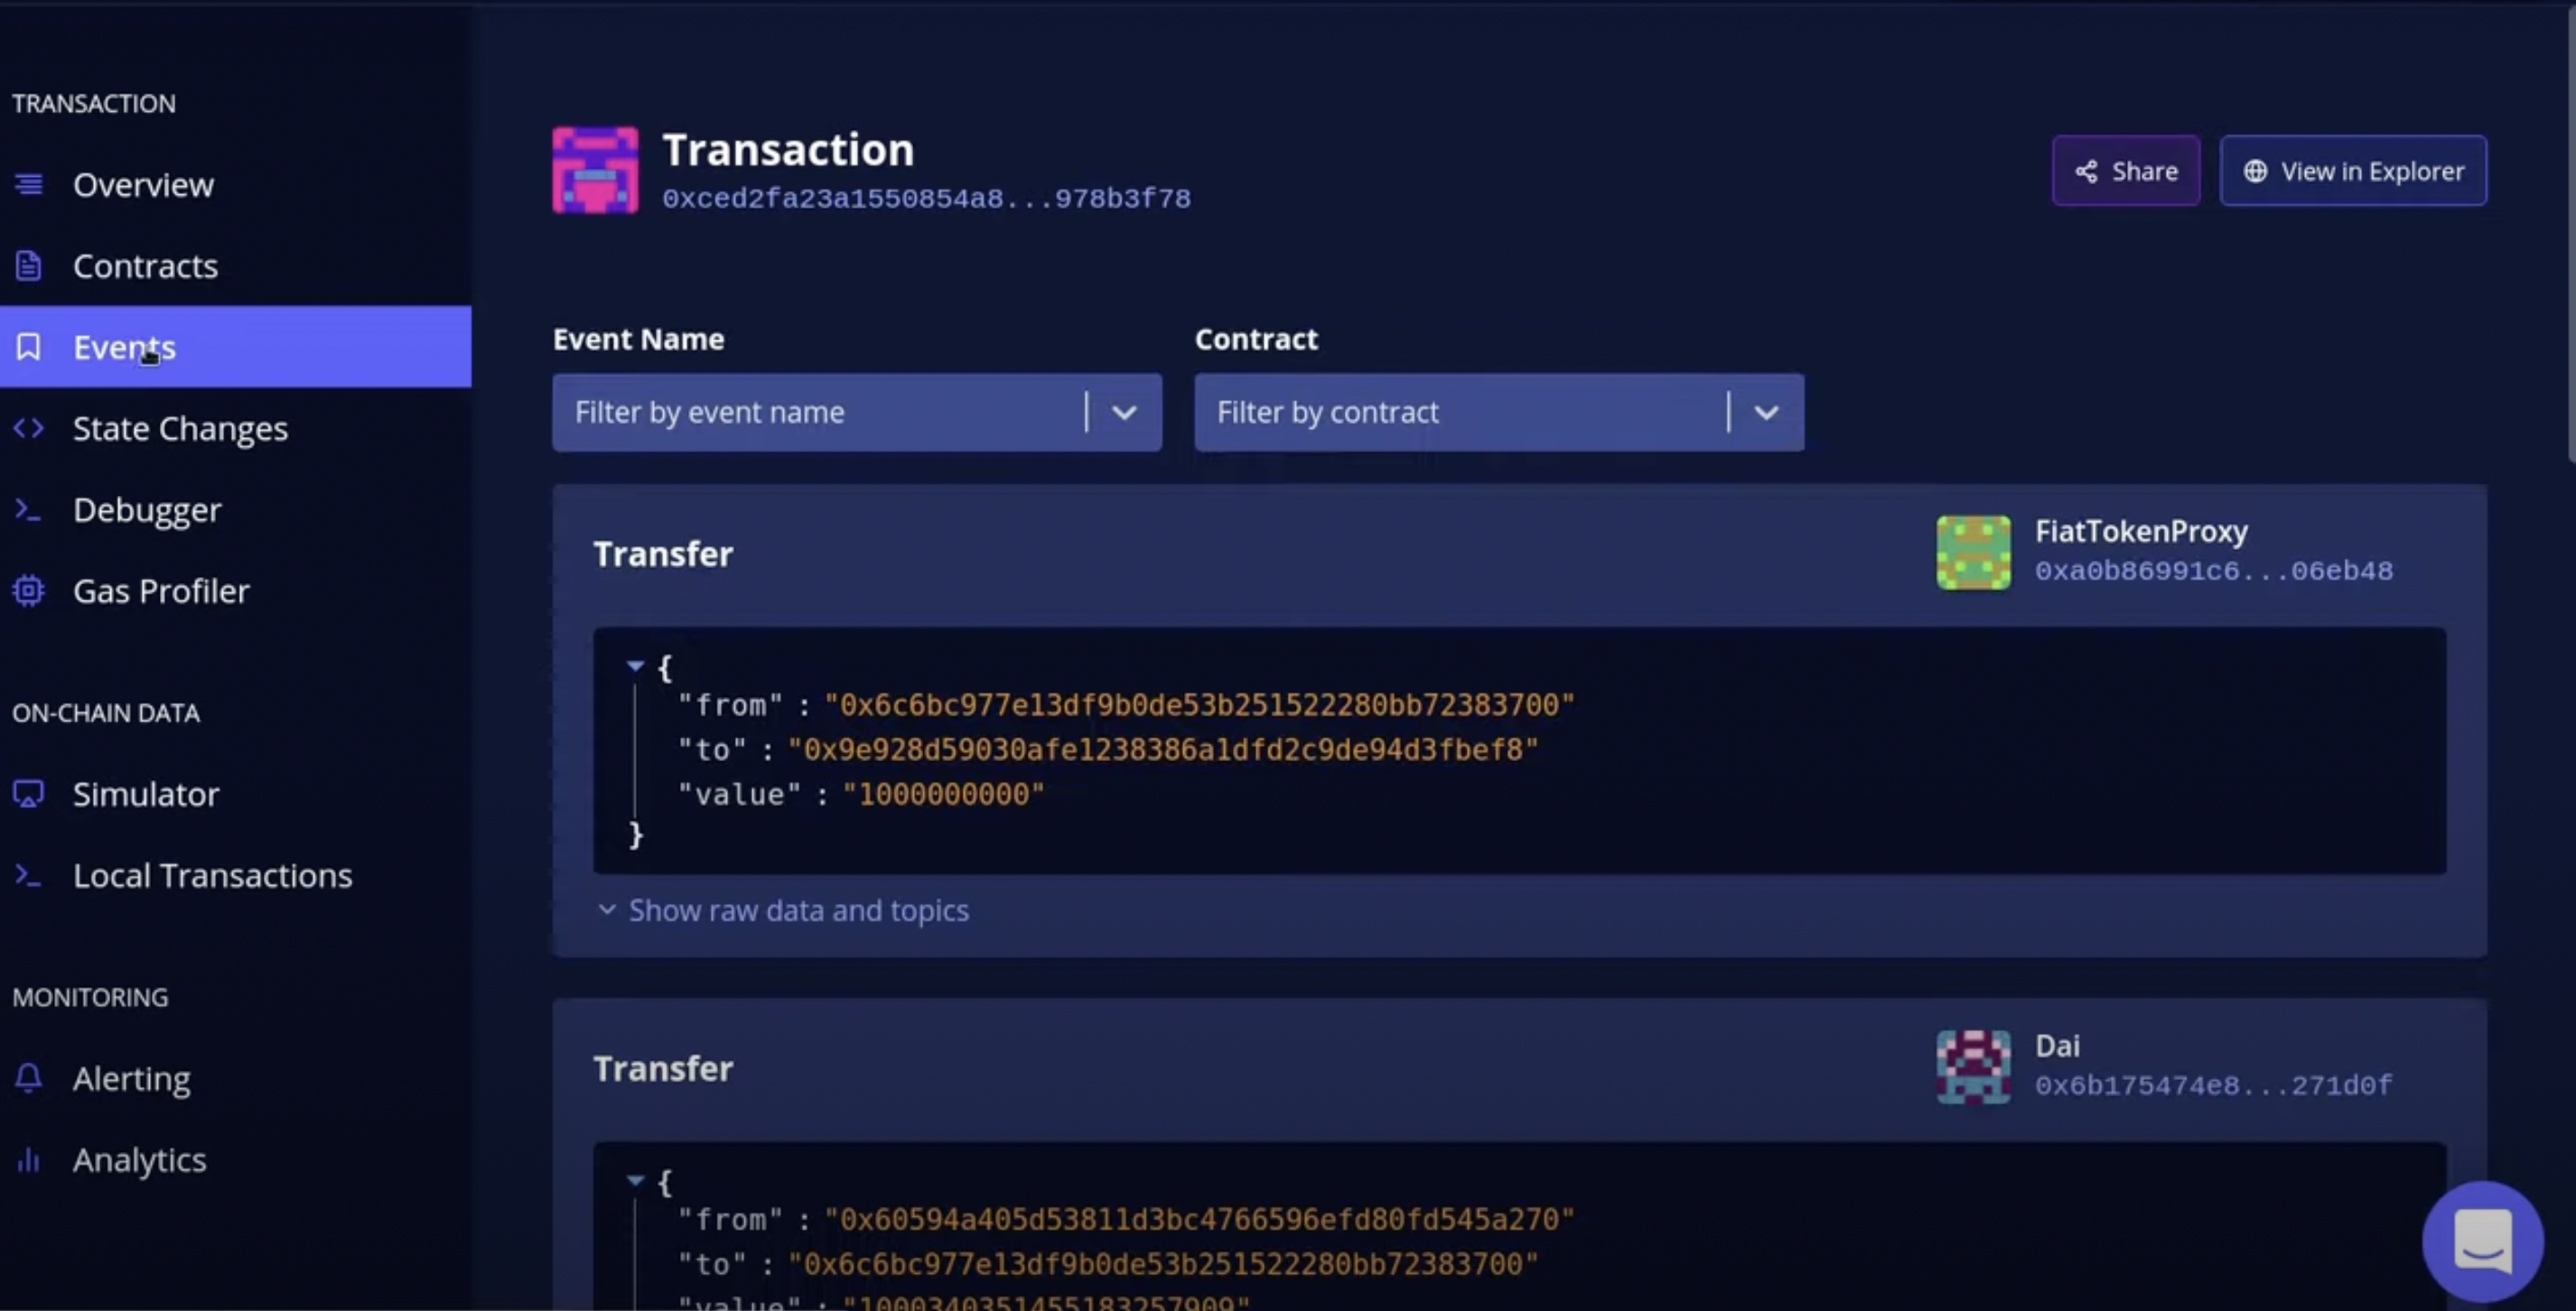 TRANSACTION
Overview
Contracts
Events
State Changes
Debugger
Gas Profiler
ON-CHAIN DATA
Simulator
Local Transactions
MONITORING
Alerting
Analytics
Transaction
0xced2fa23a1550854a8...978b3f78
Share
View in Explorer
Event Name
Contract
Filter by event name
Filter by contract
Transfer
FiatTokenProxy
0xa0b86991c6...06eb48
{
"from" : "0x6c6bc977e13df9b0de53b251522280bb72383700"
"to" : "0x9e928d59030afe1238386a1dfd2c9de94d3fbef8"
"value" : "1000000000"
}
Show raw data and topics
Transfer
Dai
0x6b175474e8...271d0f
{
"from" : "0x60594a405d53811d3bc4766596efd80fd545a270"
"to" : "0x6c6bc977e13df9b0de53b251522280bb72383700"
"value" : "1000340351455183257909"